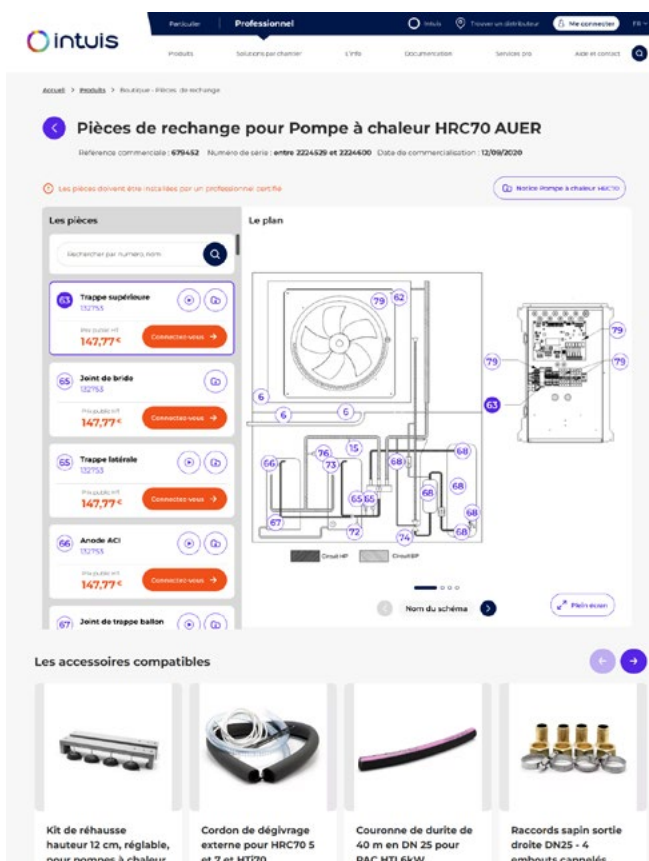 Particulier
Professionnel
Intuis
Trouver un distributeur
Me connecter
FR
intuis
Produits
Solutions par chantier
L'info
Documentation
Services pro
Aide et contact
Accueil > Produits > Boutique - Pièces de rechange
Pièces de rechange pour Pompe à chaleur HRC70 AUER
Référence commerciale : 679452 Numéro de série : entre 2224529 et 2224600 Date de commercialisation : 12/09/2020
Les pièces doivent être installées par un professionnel certifié
Notice Pompe à chaleur HRC70
Les pièces
Le plan
Rechercher par numéro, nom
63 Trappe supérieure
132753
Prix public HT
147,77 €
Connectez-vous
65 Joint de bride
132753
Prix public HT
147,77 €
Connectez-vous
65 Trappe latérale
132753
Prix public HT
147,77 €
Connectez-vous
66 Anode ACI
132753
Prix public HT
147,77 €
Connectez-vous
67 Joint de trappe ballon
79 62
79
79 79
63
6
6 6
15
76
66 73
68 68
68 68
65 65
67 72 74 68 68
Circuit HP
Circuit BP
Nom du schéma
Plein écran
Les accessoires compatibles
Kit de réhausse
hauteur 12 cm, réglable,
pour pompes à chaleur
Cordon de dégivrage
externe pour HRC70 5
et 7 et HTi70
Couronne de durite de
40 m en DN 25 pour
PAC HTI 6kW
Raccords sapin sortie
droite DN25 - 4
embouts cannelés